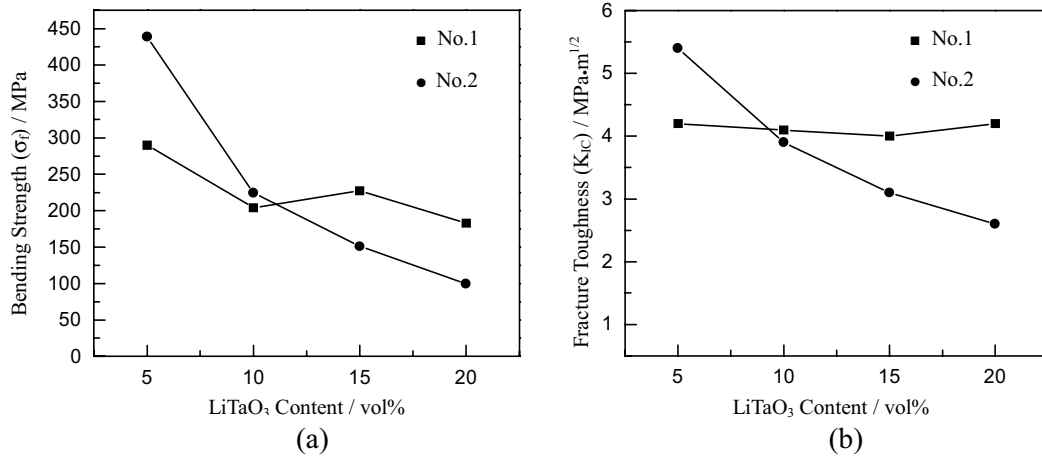 450
400
350
300
250
200
150
100
50
0
Bending Strength (σf) / MPa
No.1
No.2
5 10 15 20
LiTaO3 Content / vol%
(a)
6
5
4
3
2
1
Fracture Toughness (KIC) / MPa•m1/2
No.1
No.2
5 10 15 20
LiTaO3 Content / vol%
(b)